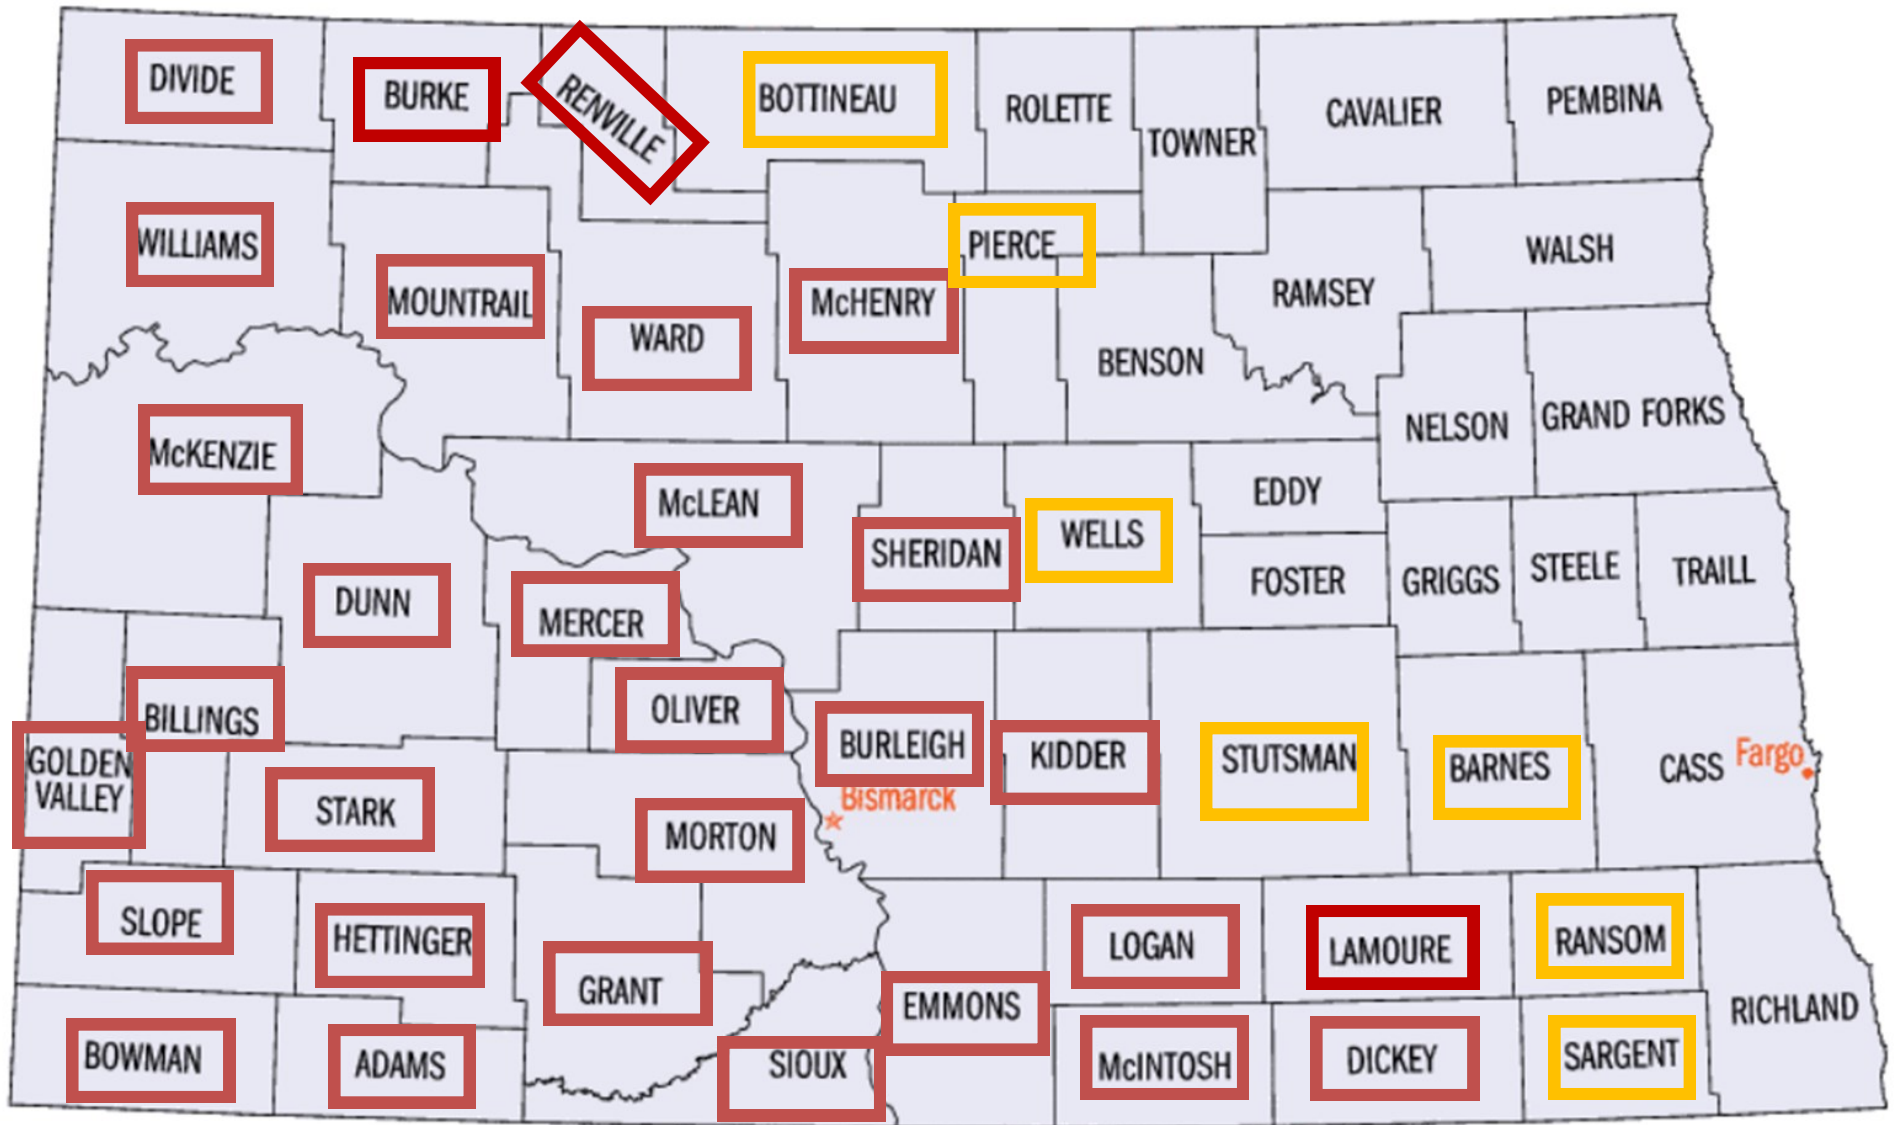 DIVIDE
BURKE
RENVILLE
BOTTINEAU
ROLETTE
TOWNER
CAVALIER
PEMBINA
WILLIAMS
MOUNTRAIL
WARD
McHENRY
PIERCE
BENSON
RAMSEY
WALSH
McKENZIE
McLEAN
SHERIDAN
WELLS
EDDY
FOSTER
NELSON
GRAND FORKS
GRIGGS
STEELE
TRAILL
DUNN
MERCER
OLIVER
BILLINGS
GOLDEN
VALLEY
STARK
MORTON
BURLEIGH
Bismarck
KIDDER
STUTSMAN
BARNES
CASS
Fargo
SLOPE
HETTINGER
GRANT
EMMONS
LOGAN
LAMOURE
RANSOM
RICHLAND
BOWMAN
ADAMS
SIOUX
McINTOSH
DICKEY
SARGENT